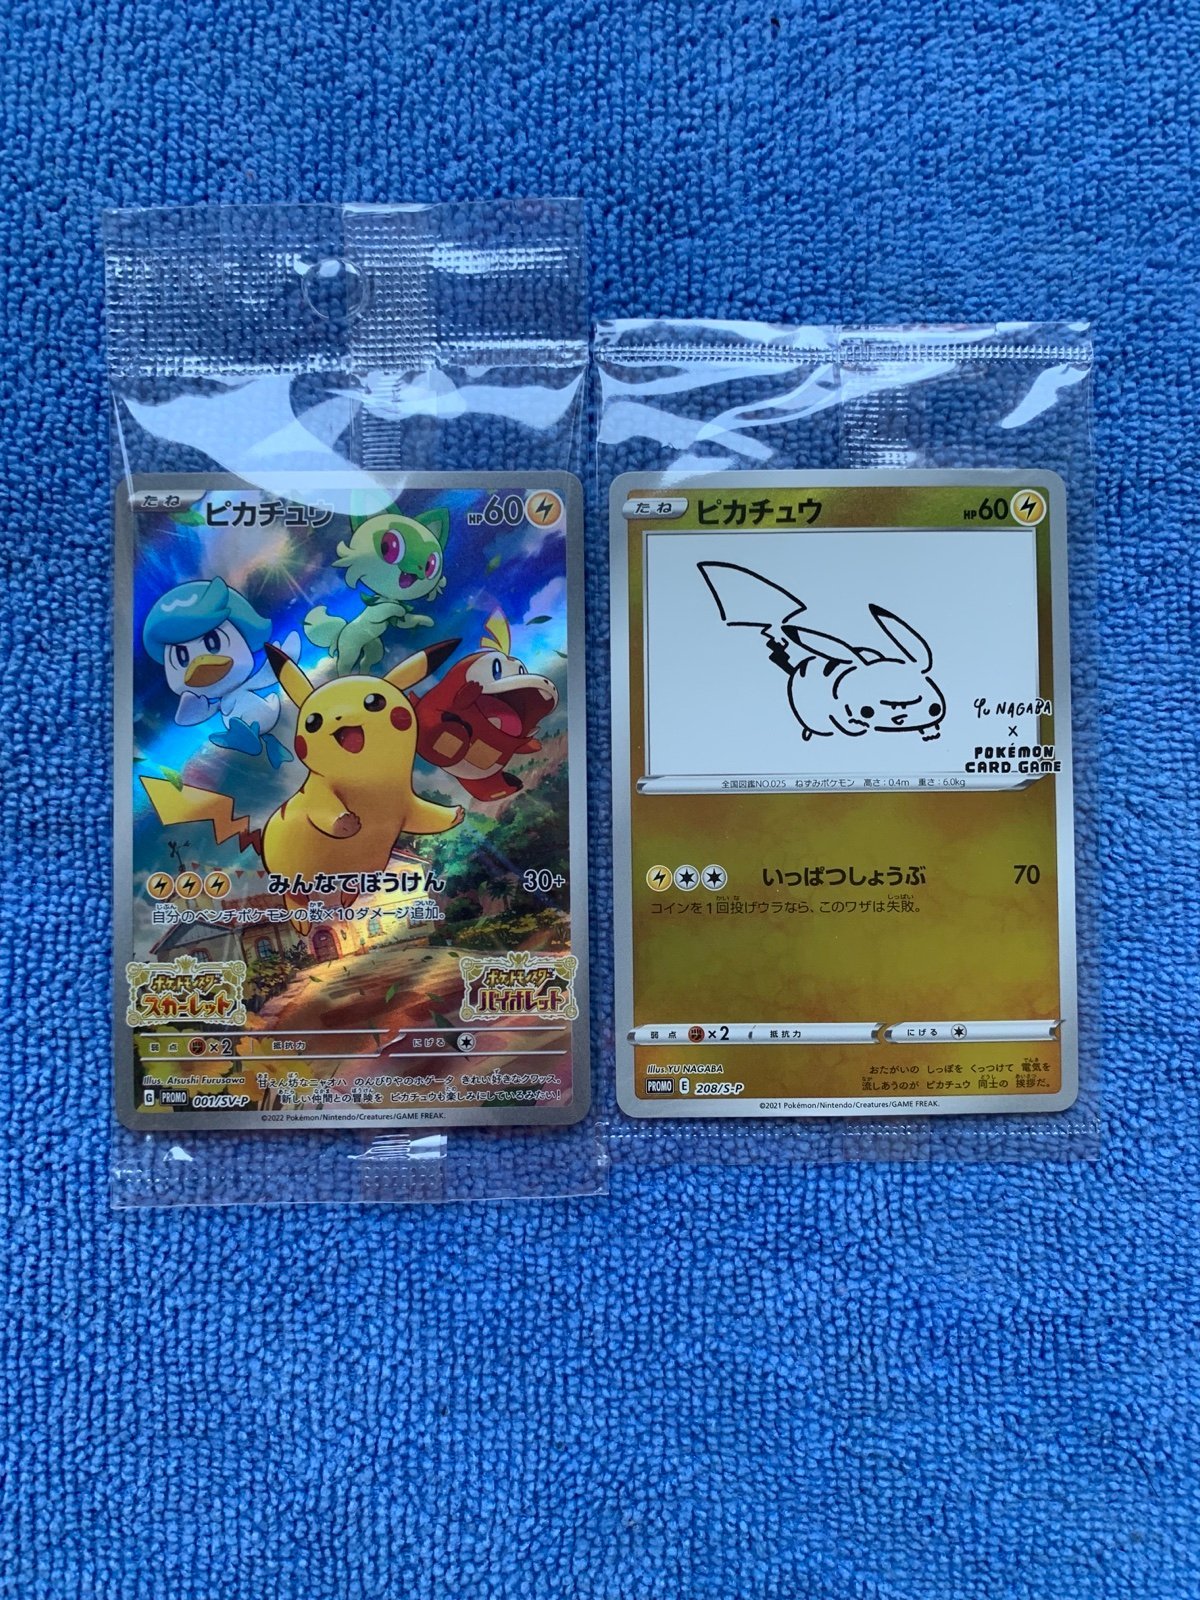 たね ピカチュウ HP60
みんなでぼうけん 30+
自分のベンチポケモンの数×10ダメージ追加。
ポケットモンスター
スカーレット
ポケットモンスター
バイオレット
弱点 ×2 抵抗力 にげる
Illus. Atsushi Furusawa
甘えん坊なニャオハ のんびりやのホゲータ きれい好きなクワッス。
新しい仲間との冒険を ピカチュウも楽しみにしているみたい!
G PROMO 001/SV-P
©2022 Pokémon/Nintendo/Creatures/GAME FREAK.
たね ピカチュウ HP60
YU NAGABA
×
POKÉMON
CARD GAME
全国図鑑NO.025 ねずみポケモン 高さ:0.4m 重さ:6.0kg
いっぱつしょうぶ 70
コインを1回投げウラなら、このワザは失敗。
弱点 ×2 抵抗力 にげる
Illus.YU NAGABA
PROMO E 208/S-P
おたがいの しっぽを くっつけて 電気を
流しあうのが ピカチュウ 同士の 挨拶だ。
©2021 Pokémon/Nintendo/Creatures/GAME FREAK.